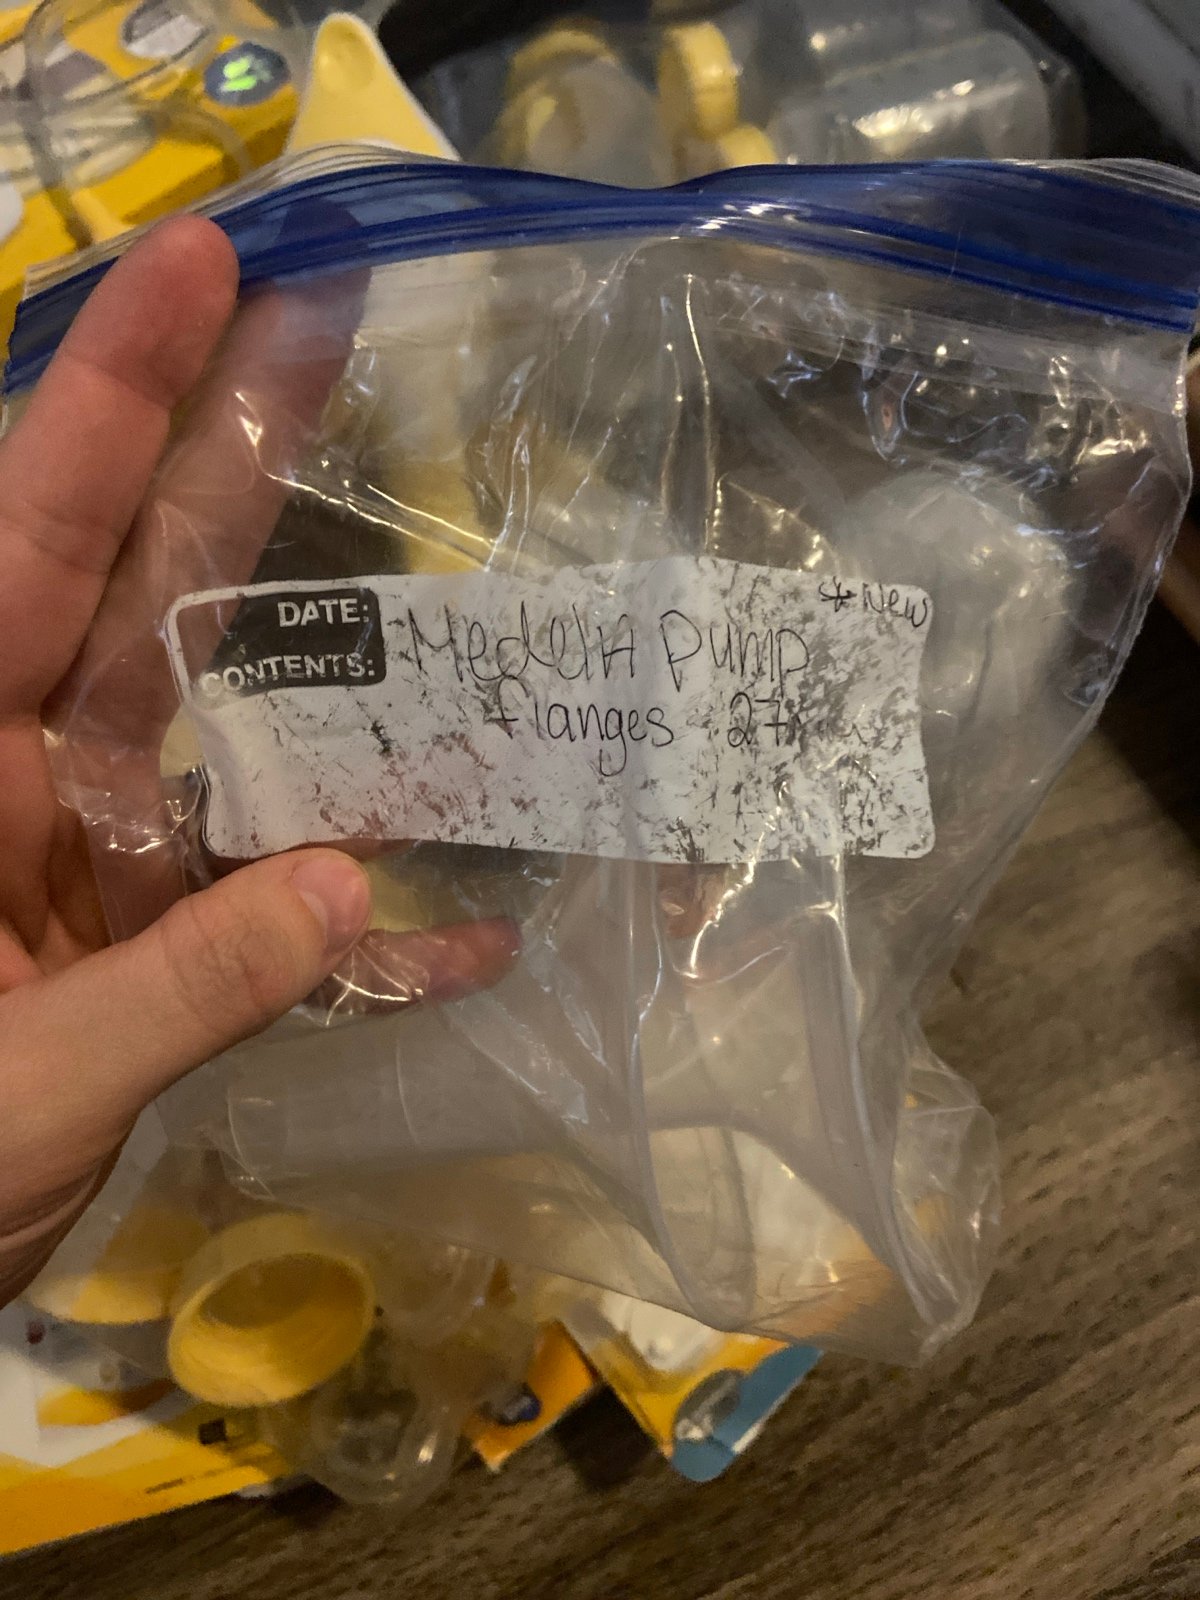 * New
DATE: Medela Pump
CONTENTS: flanges 27